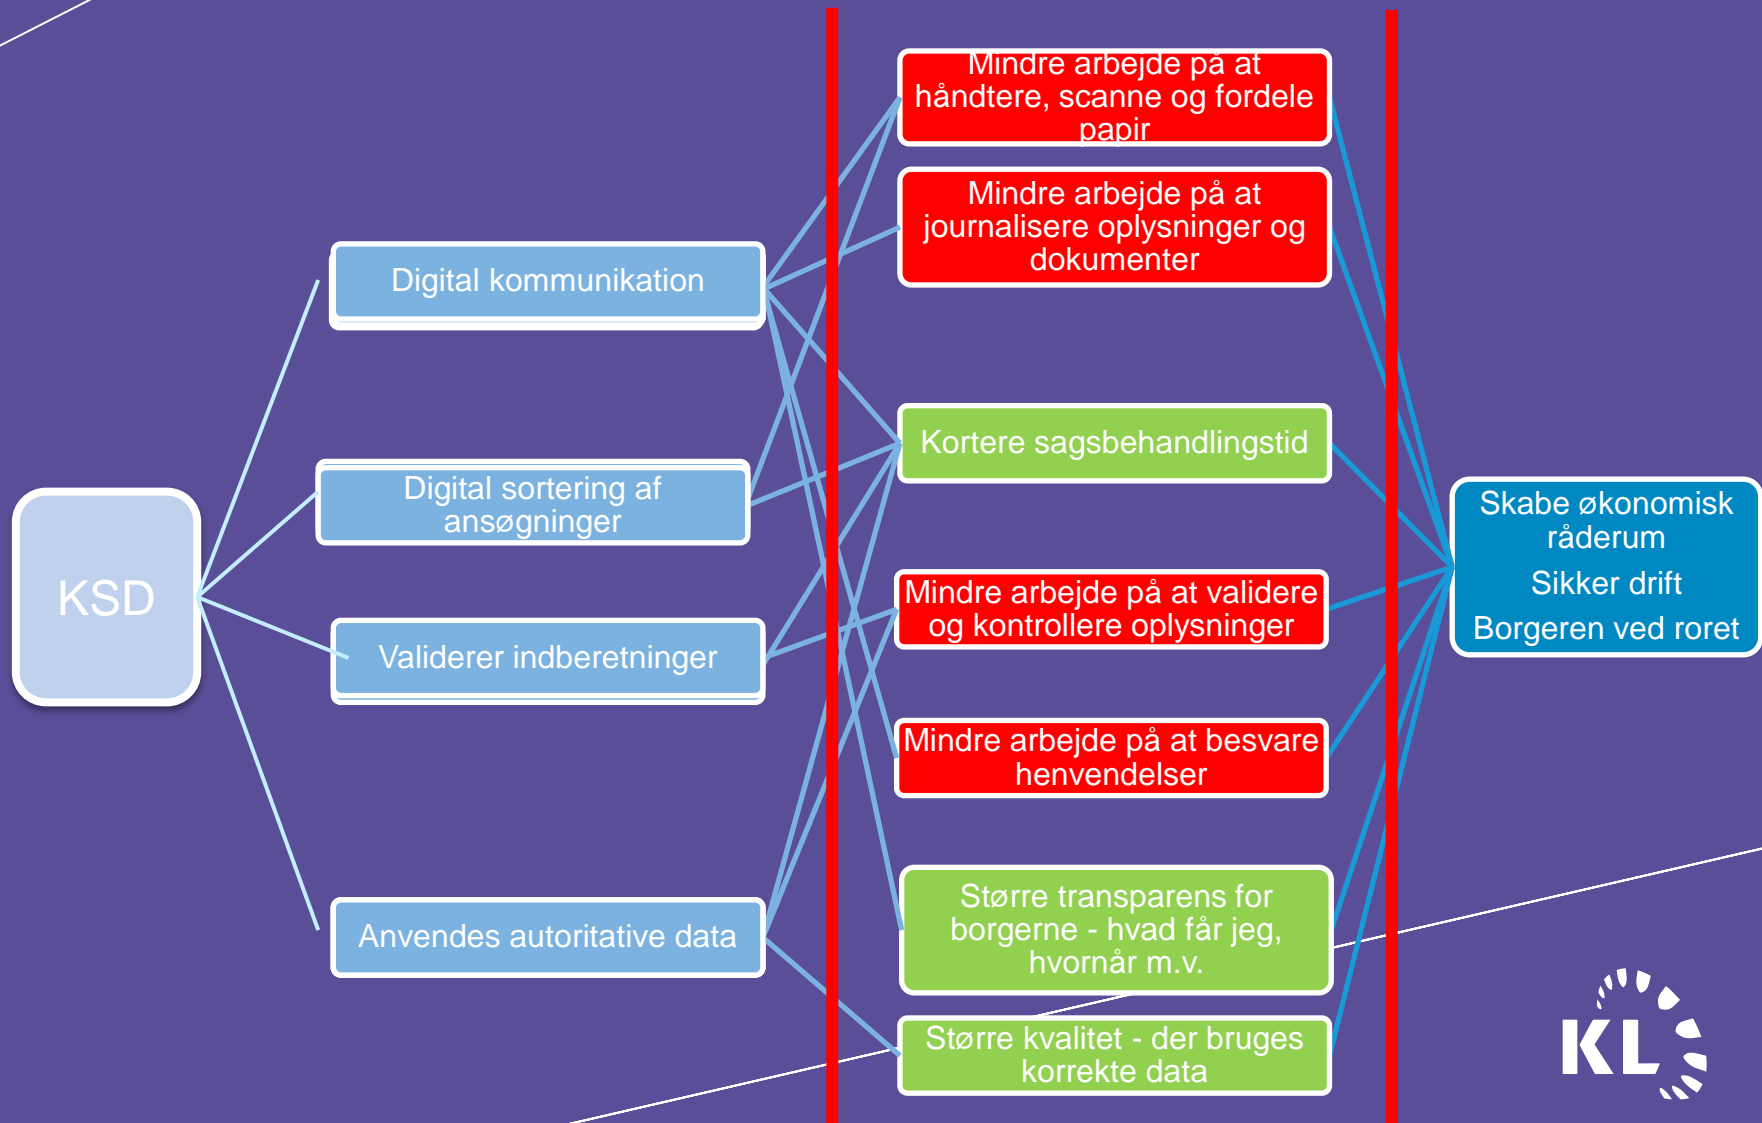 KSD
Digital kommunikation
Digital sortering af
ansøgninger
Validerer indberetninger
Anvendes autoritative data
Mindre arbejde på at
håndtere, scanne og fordele
papir
Mindre arbejde på at
journalisere oplysninger og
dokumenter
Kortere sagsbehandlingstid
Mindre arbejde på at validere
og kontrollere oplysninger
Mindre arbejde på at besvare
henvendelser
Større transparens for
borgerne - hvad får jeg,
hvornår m.v.
Større kvalitet - der bruges
korrekte data
Skabe økonomisk
råderum
Sikker drift
Borgeren ved roret
KL